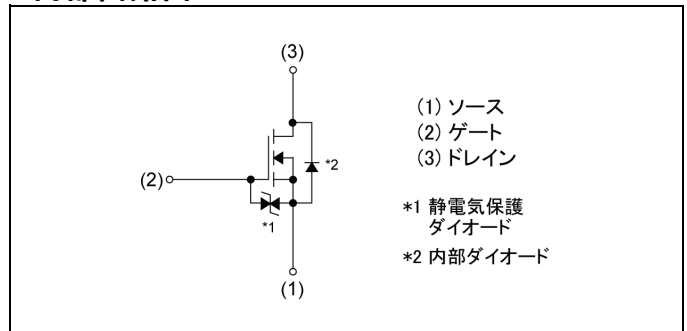 (3)
(2)
*2
*1
(1)
(1) ソース
(2) ゲート
(3) ドレイン
*1 静電気保護
ダイオード
*2 内部ダイオード